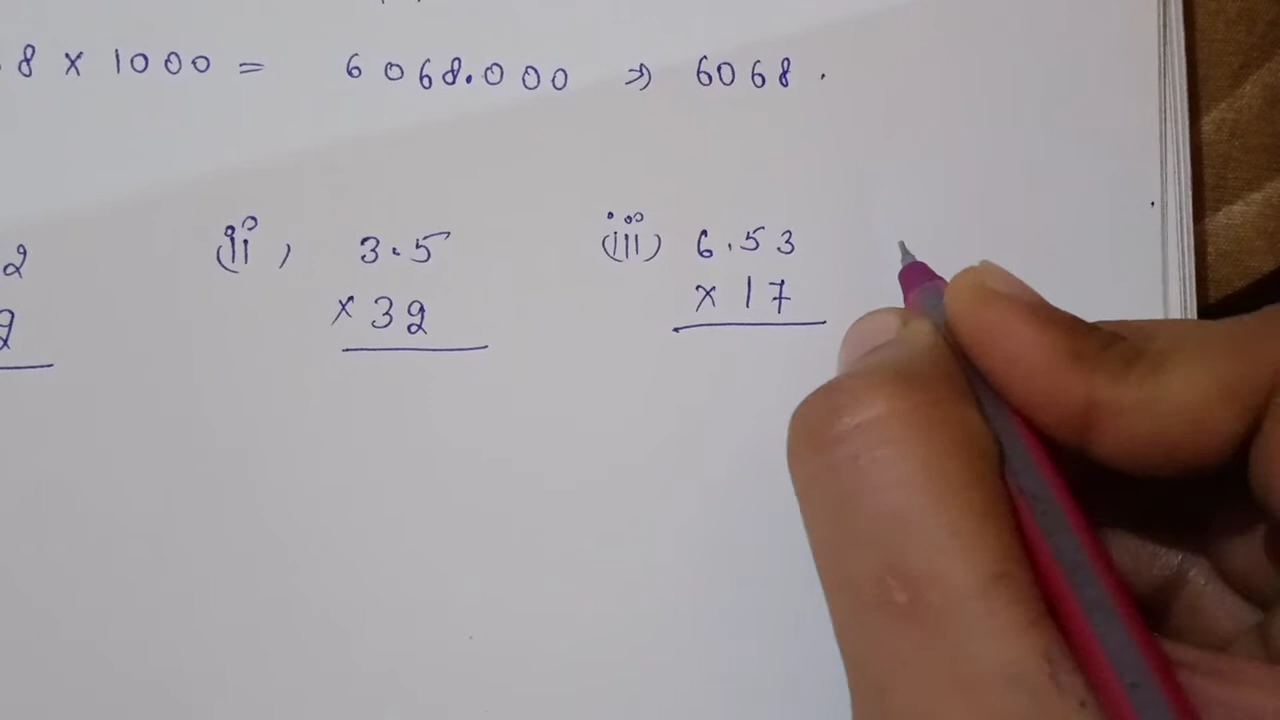 8 x 1000 = 6068.000 ⇒ 6068.
2 (ii) 3.5 (iii) 6.53
2 x 32 x 17